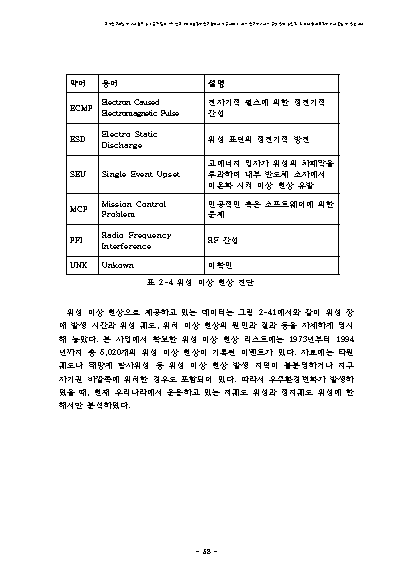 약어 용어 설명
ECMP Electron Caused Electromagnetic Pulse 전자기적 펄스에 의한 정전기적 간섭
ESD Electro Static Discharge 위성 표면의 정전기적 방전
SEU Single Event Upset 고에너지 입자가 위성의 차폐막을 투과하여 내부 반도체 소자에서 이온화 시켜 이상 현상 유발
MCP Mission Control Problem 인공적인 혹은 소프트웨어에 의한 문제
RFI Radio Frequency Interference RF 간섭
UNK Unkown 미확인
표 2-4 위성 이상 현상 진단
위성 이상 현상으로 제공하고 있는 데이터는 그림 2-41에서와 같이 위성 장
애 발생 시간과 위성 궤도, 위치 이상 현상의 원인과 결과 등을 자세하게 명시
해 놓았다. 본 사업에서 확보한 위성 이상 현상 리스트에는 1973년부터 1994
년까지 총 5,020개의 위성 이상 현상이 기록된 이벤트가 있다. 자료에는 타원
궤도나 태양계 탐사위성 등 위성 이상 현상 발생 지역이 불분명하거나 지구
자기권 바깥쪽에 위치한 경우도 포함되어 있다. 따라서 우주환경변화가 발생하
였을 때, 현재 우리나라에서 운용하고 있는 저궤도 위성과 정지궤도 위성에 한
해서만 분석하였다.
- 58 -